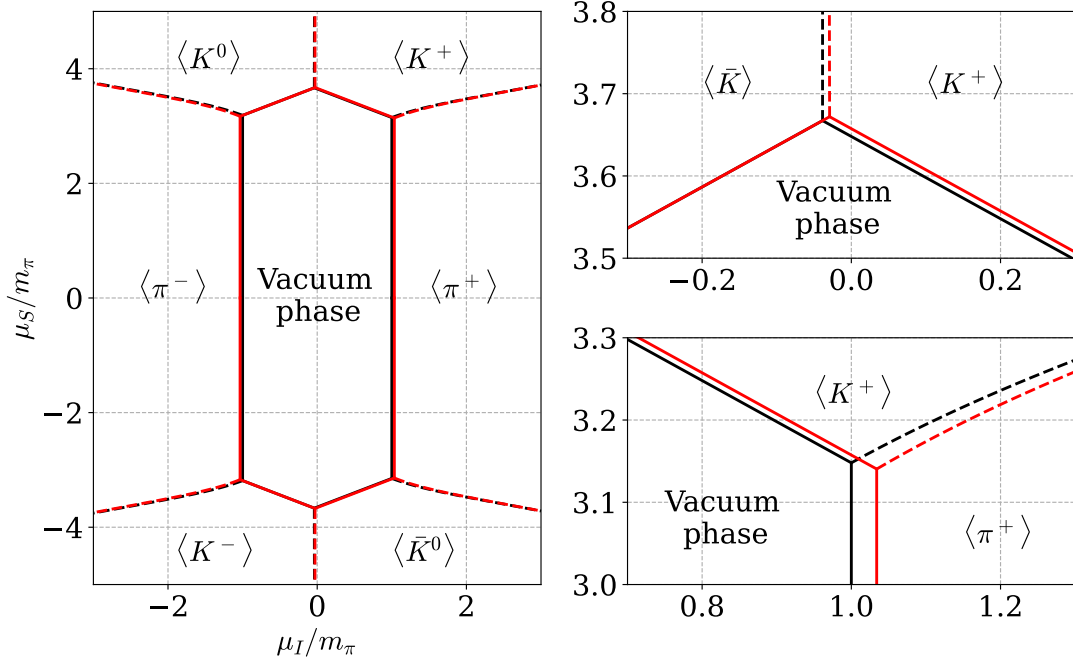 ⟨K⁰⟩
⟨K⁺⟩
⟨π⁻⟩
Vacuum
phase
⟨π⁺⟩
⟨K⁻⟩
⟨K̄⁰⟩
4
2
0
−2
−4
μ_S/m_π
−2
0
2
μ_I/m_π
3.8
3.7
3.6
3.5
⟨K̄⟩
⟨K⁺⟩
Vacuum
phase
−0.2
0.0
0.2
3.3
3.2
3.1
3.0
⟨K⁺⟩
Vacuum
phase
⟨π⁺⟩
0.8
1.0
1.2